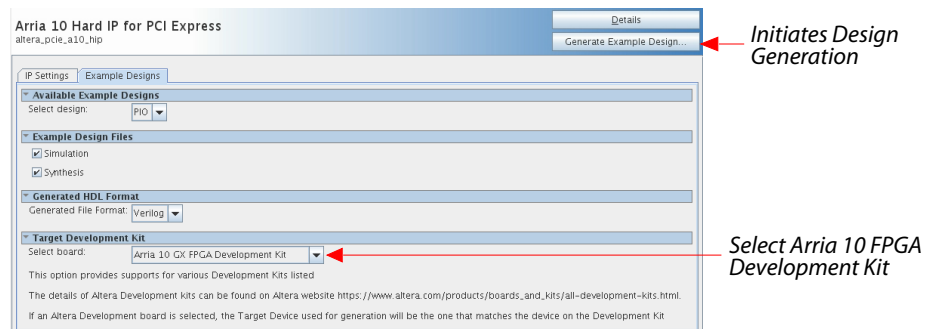 Arria 10 Hard IP for PCI Express
altera_pcie_a10_hip
Details
Generate Example Design...
Initiates Design
Generation
IP Settings
Example Designs
Available Example Designs
Select design:
PIO
Example Design Files
Simulation
Synthesis
Generated HDL Format
Generated File Format:
Verilog
Target Development Kit
Select board:
Arria 10 GX FPGA Development Kit
Select Arria 10 FPGA
Development Kit
This option provides supports for various Development Kits listed
The details of Altera Development kits can be found on Altera website https://www.altera.com/products/boards_and_kits/all-development-kits.html.
If an Altera Development board is selected, the Target Device used for generation will be the one that matches the device on the Development Kit